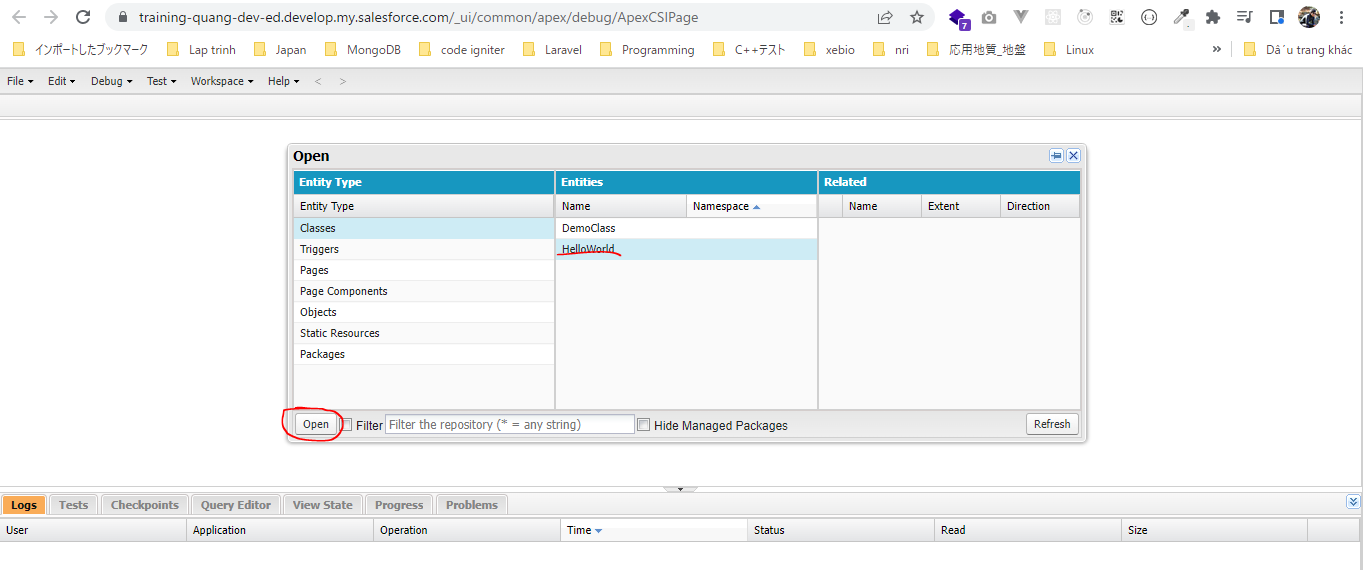 training-quang-dev-ed.develop.my.salesforce.com/_ui/common/apex/debug/ApexCSIPage
7
インポートしたブックマーク Lap trinh Japan MongoDB code igniter Laravel Programming C++テスト xebio nri 応用地質_地盤 Linux » Dấu trang khác
File Edit Debug Test Workspace Help < >
Open
Entity Type Entities Related
Entity Type Name Namespace Name Extent Direction
Classes DemoClass
Triggers HelloWorld
Pages
Page Components
Objects
Static Resources
Packages
Open Filter Filter the repository (* = any string) Hide Managed Packages Refresh
Logs Tests Checkpoints Query Editor View State Progress Problems
User Application Operation Time Status Read Size